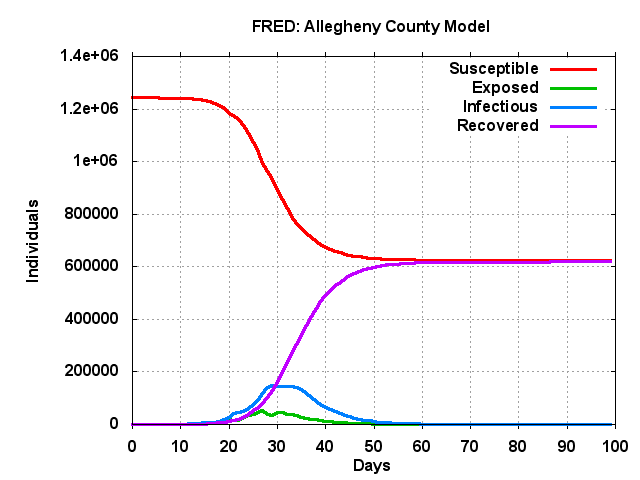 FRED: Allegheny County Model
1.4e+06
1.2e+06
1e+06
800000
600000
400000
200000
0
Individuals
Susceptible
Exposed
Infectious
Recovered
0 10 20 30 40 50 60 70 80 90 100
Days